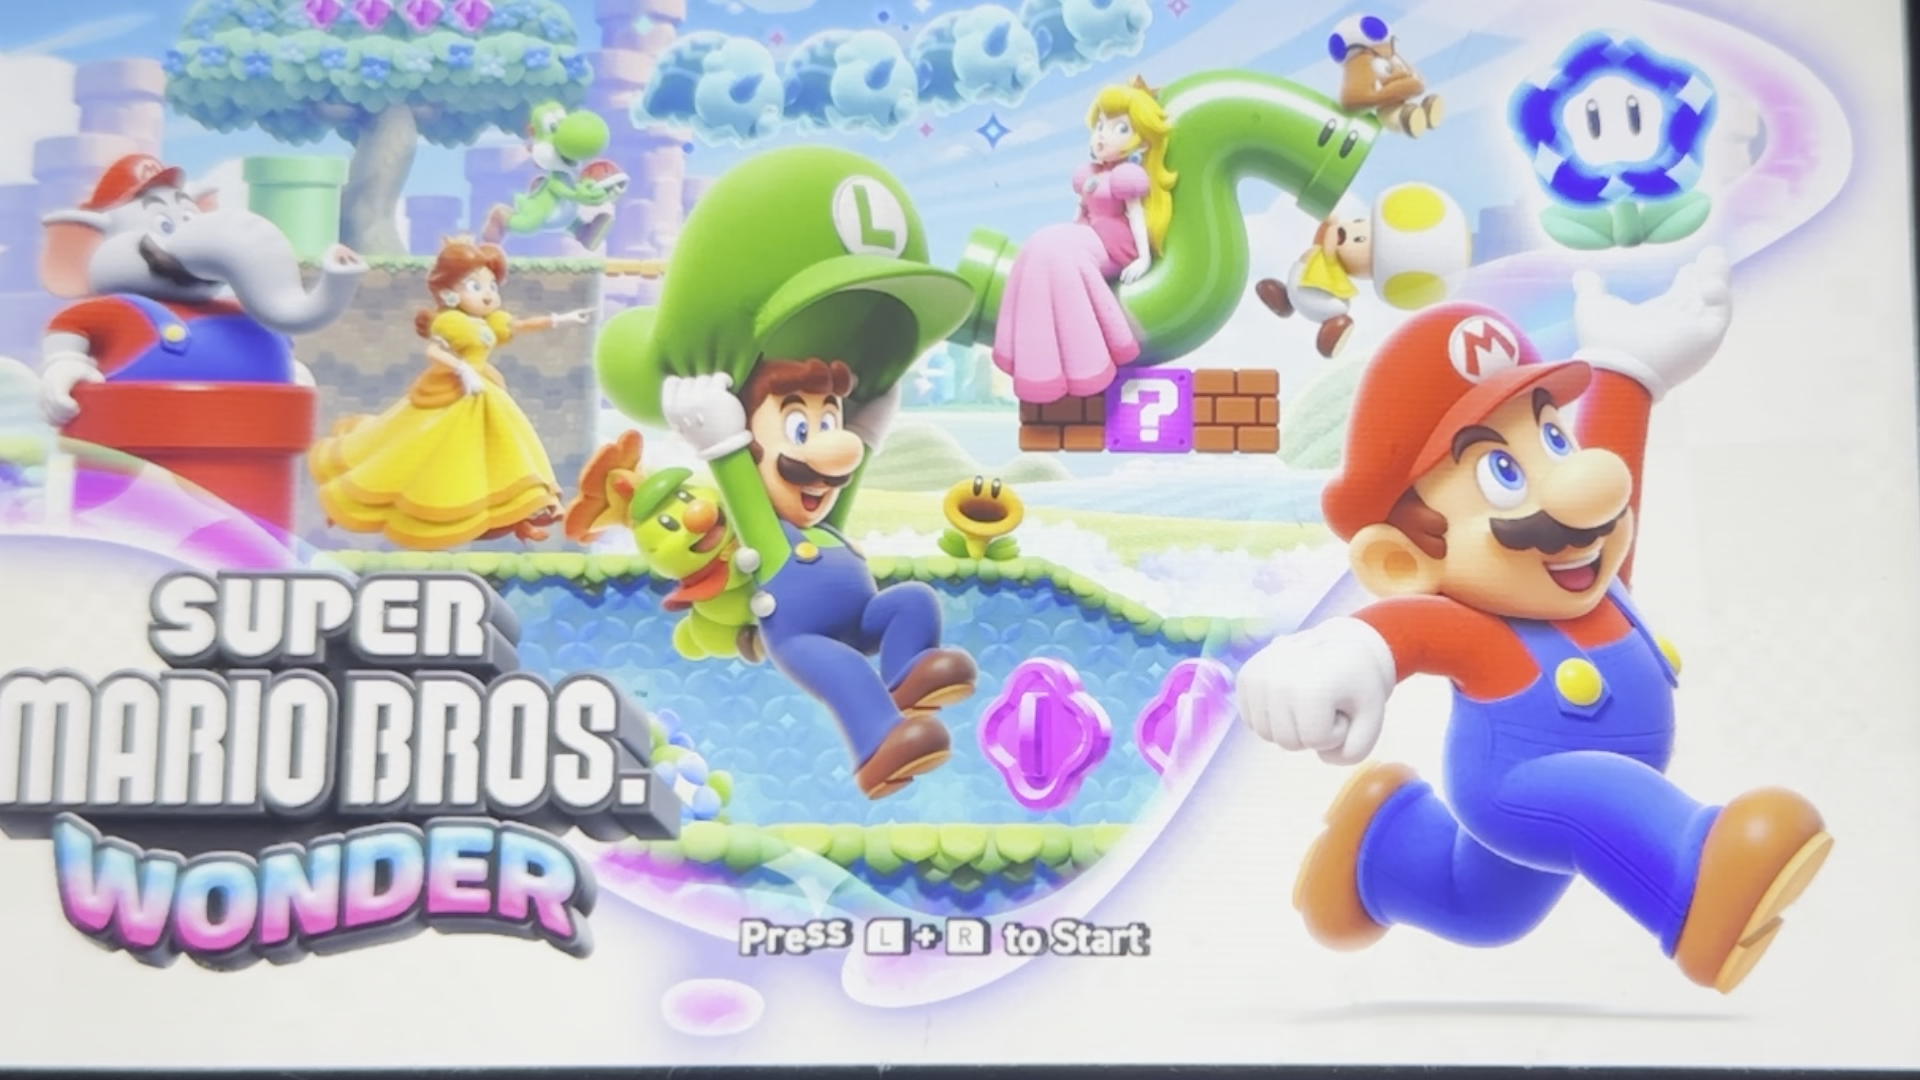 M
L
?
M
SUPER
MARIO BROS.
WONDER
Press L + R to Start